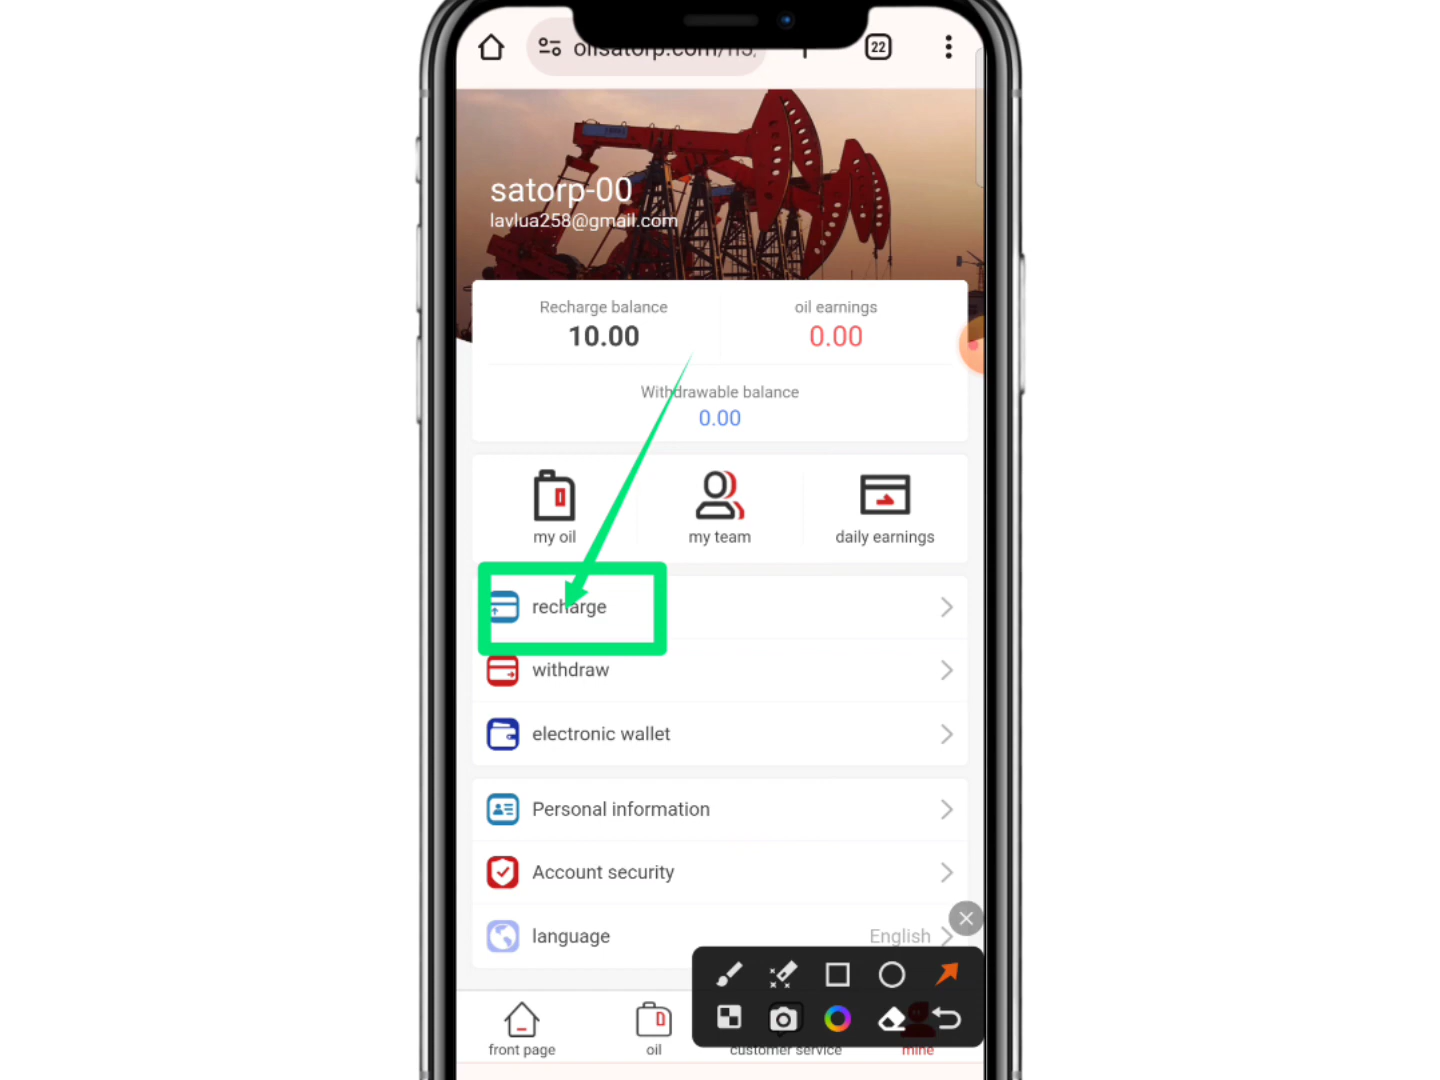 22
satorp-00
lavlua258@gmail.com
Recharge balance
10.00
oil earnings
0.00
Withdrawable balance
0.00
my oil
my team
daily earnings
recharge
withdraw
electronic wallet
Personal information
Account security
language
English
front page
oil
customer service
mine